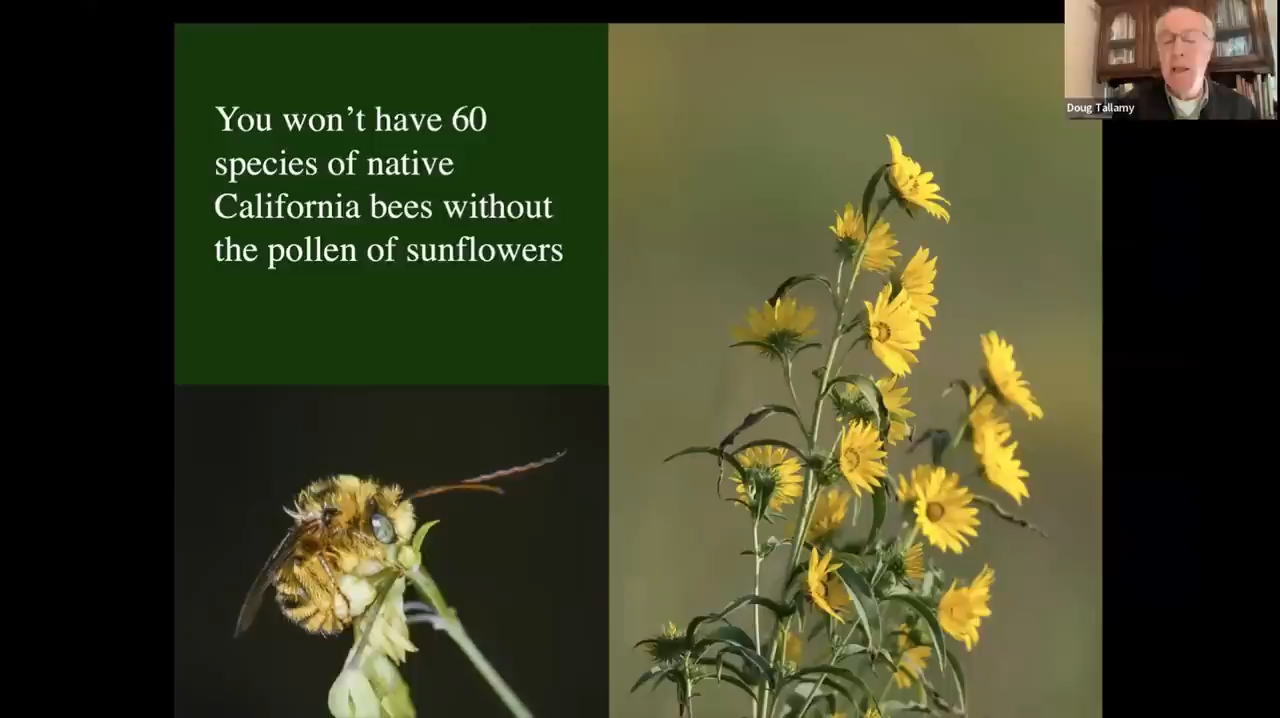 You won’t have 60
species of native
California bees without
the pollen of sunflowers
Doug Tallamy